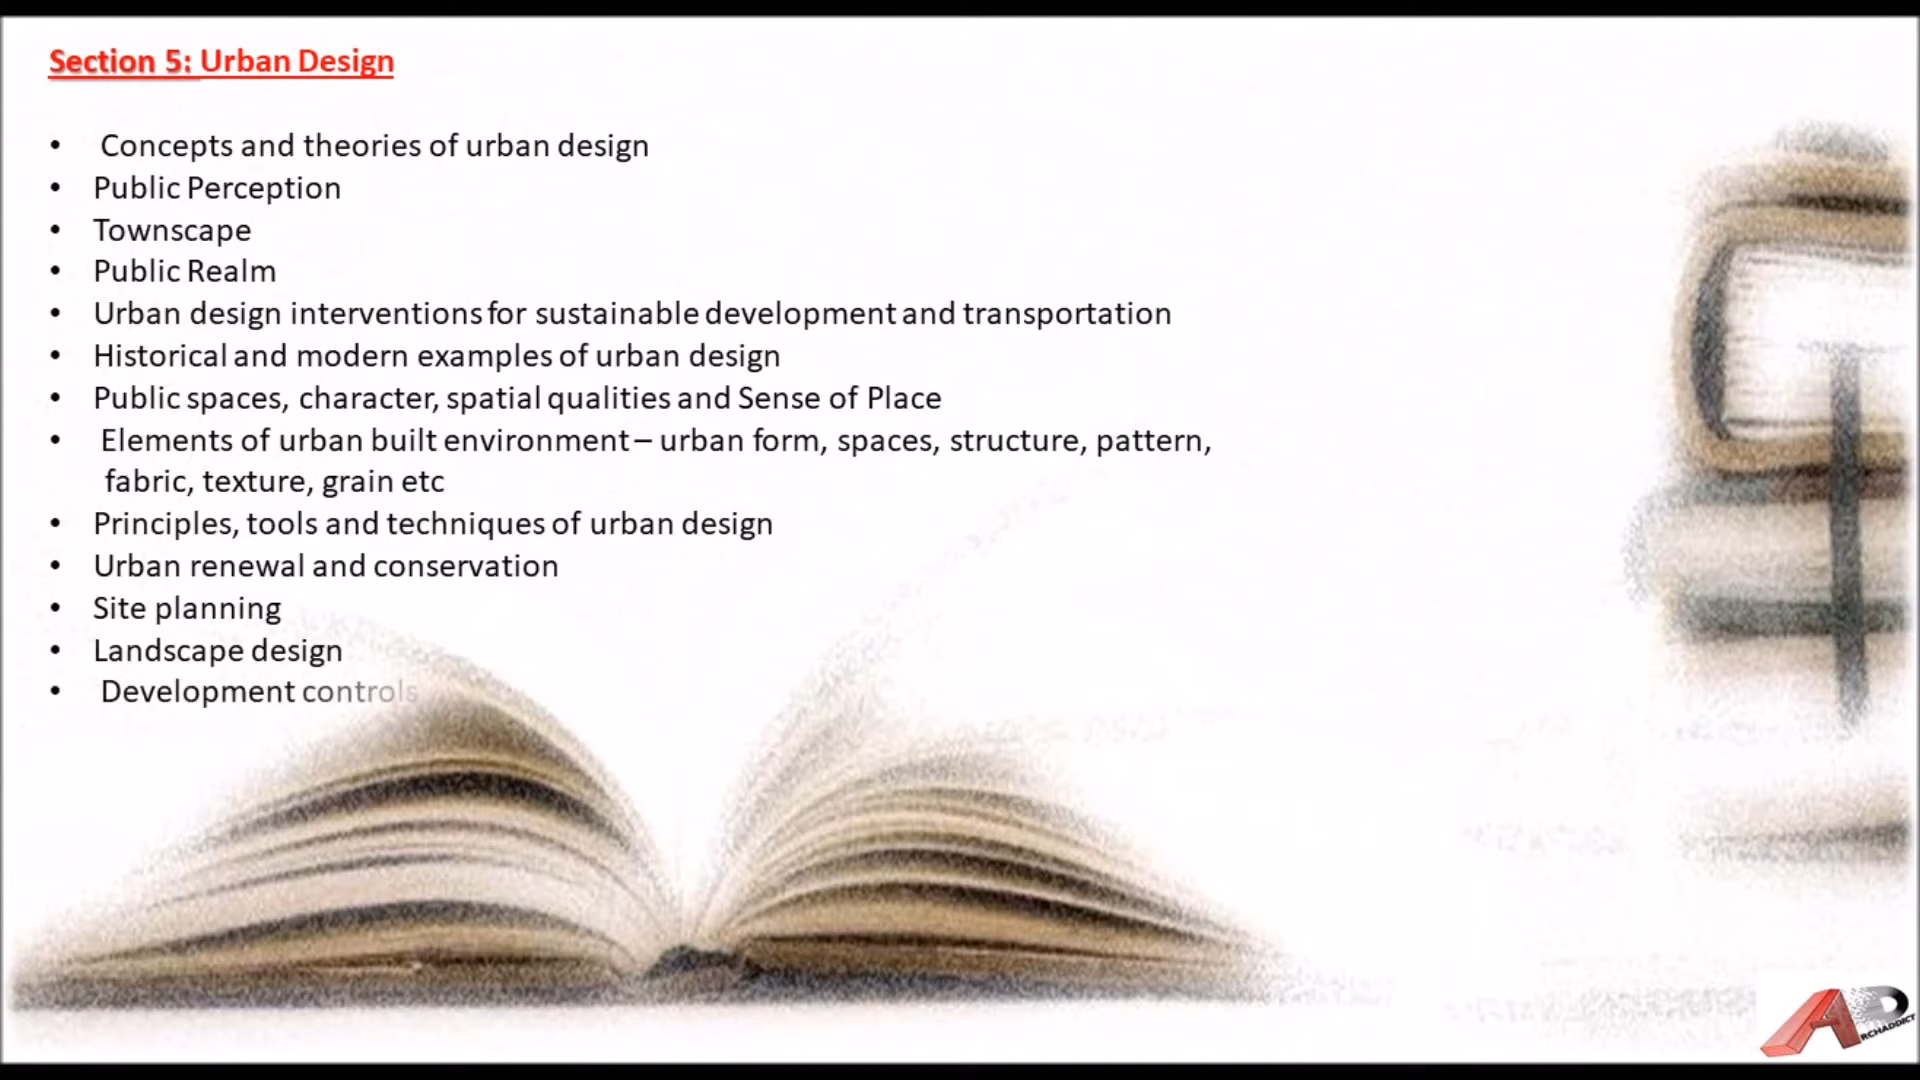 Section 5: Urban Design
• Concepts and theories of urban design
• Public Perception
• Townscape
• Public Realm
• Urban design interventions for sustainable development and transportation
• Historical and modern examples of urban design
• Public spaces, character, spatial qualities and Sense of Place
• Elements of urban built environment – urban form, spaces, structure, pattern,
fabric, texture, grain etc
• Principles, tools and techniques of urban design
• Urban renewal and conservation
• Site planning
• Landscape design
• Development controls
AD
RCHADDICT